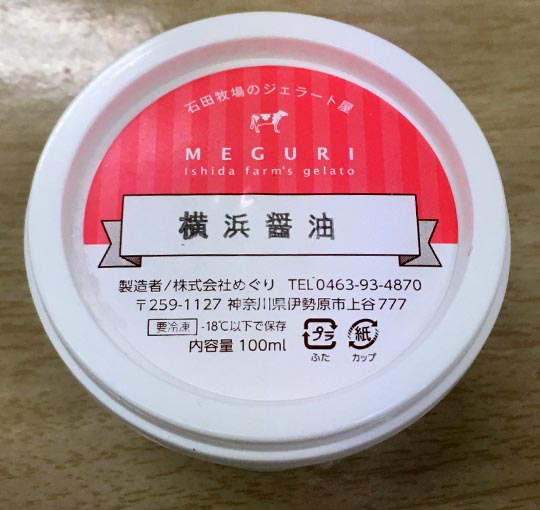 石田牧場のジェラート屋
MEGURI
Ishida farm's gelato
横浜醤油
製造者/株式会社めぐり TEL0463-93-4870
〒259-1127 神奈川県伊勢原市上谷777
要冷凍 -18℃以下で保存
内容量 100ml
プラ 紙
ふた カップ